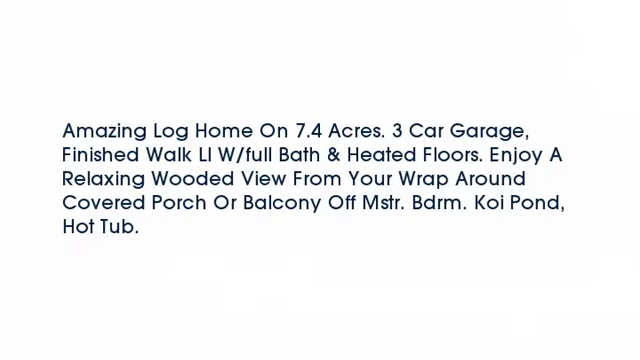 Amazing Log Home On 7.4 Acres. 3 Car Garage,
Finished Walk Ll W/full Bath & Heated Floors. Enjoy A
Relaxing Wooded View From Your Wrap Around
Covered Porch Or Balcony Off Mstr. Bdrm. Koi Pond,
Hot Tub.